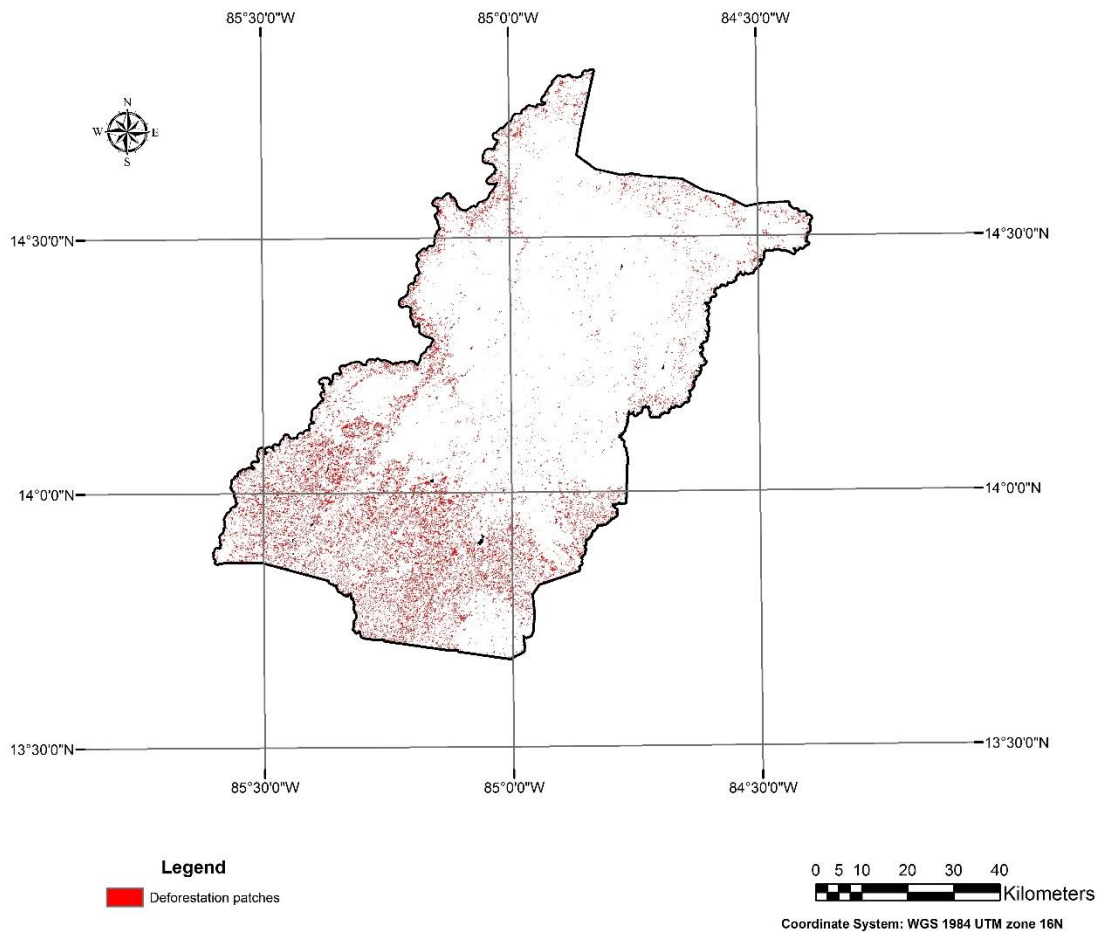 85°30'0"W 85°0'0"W 84°30'0"W
N
W E
S
14°30'0"N 14°30'0"N
14°0'0"N 14°0'0"N
13°30'0"N 13°30'0"N
85°30'0"W 85°0'0"W 84°30'0"W
Legend
Deforestation patches
0 5 10 20 30 40
Kilometers
Coordinate System: WGS 1984 UTM zone 16N